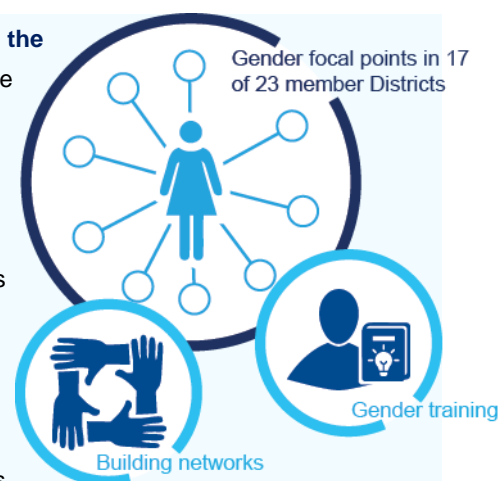 the
Gender focal points in 17
e
of 23 member Districts
s
Gender training
Building networks
s